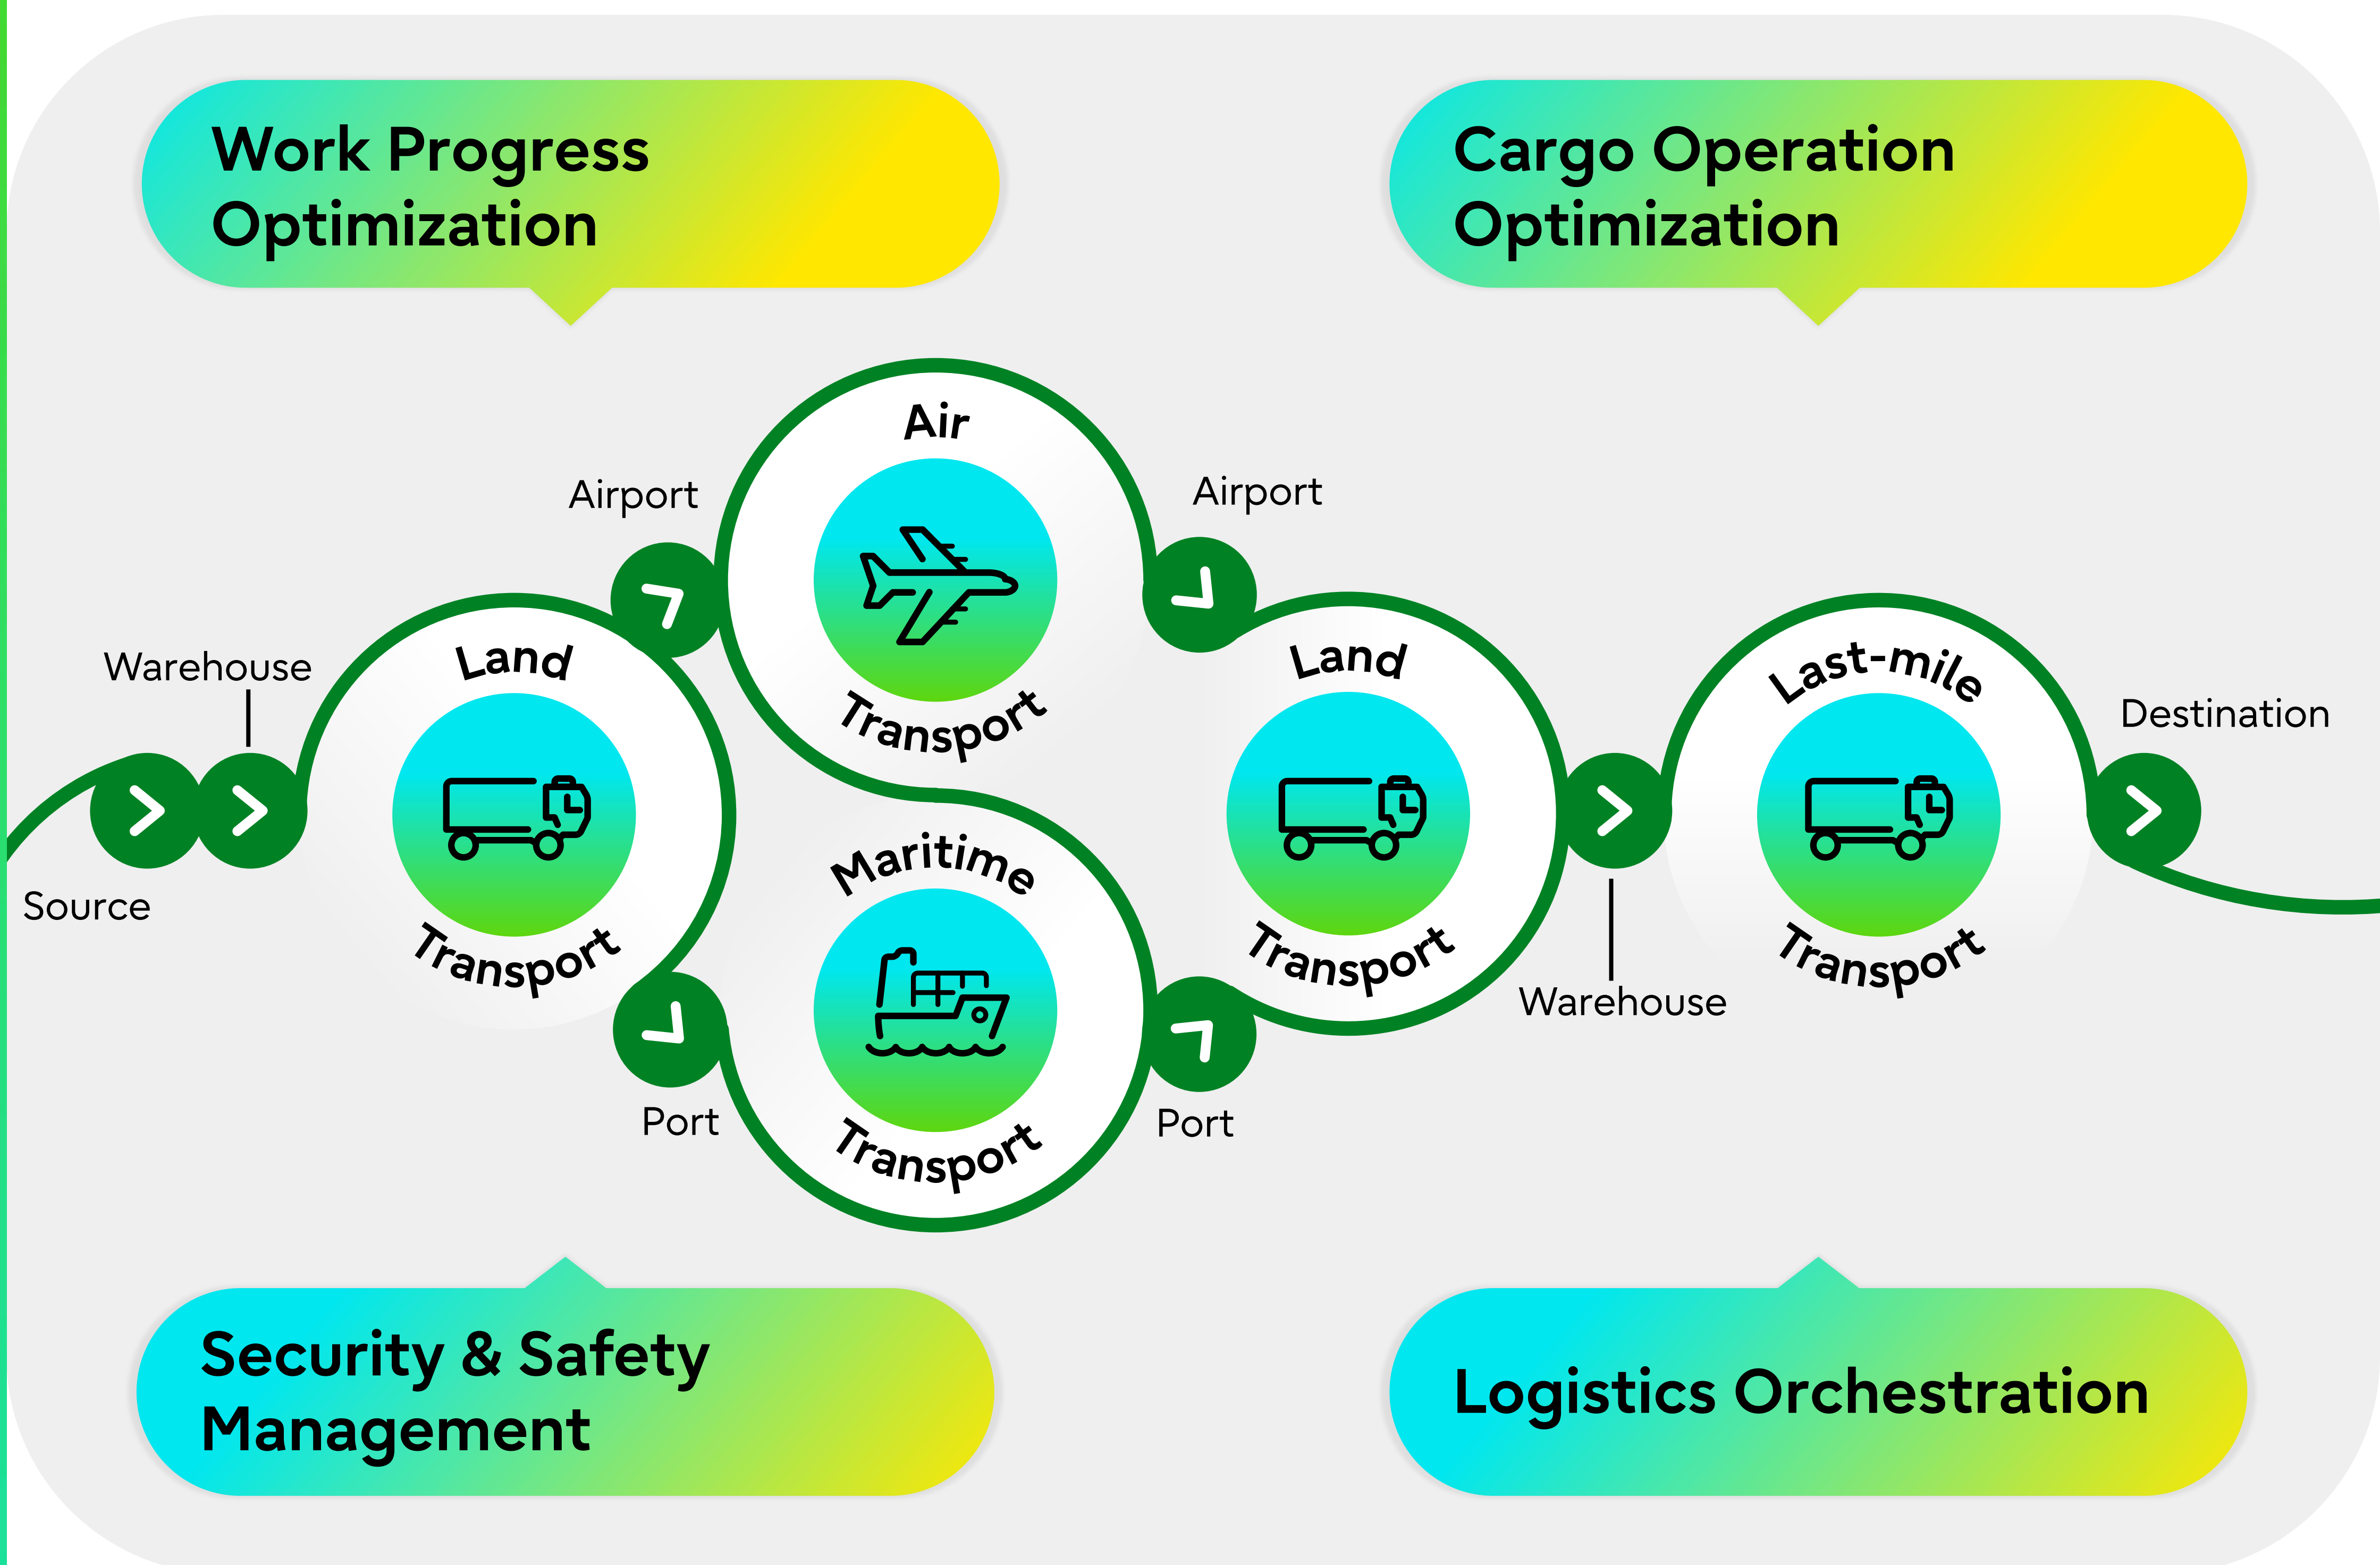 Work Progress
Optimization
Cargo Operation
Optimization
Air
Transport
Airport
Airport
Warehouse
Land
Transport
Land
Transport
Last-mile
Transport
Destination
Source
Maritime
Transport
Warehouse
Port
Port
Security & Safety
Management
Logistics Orchestration